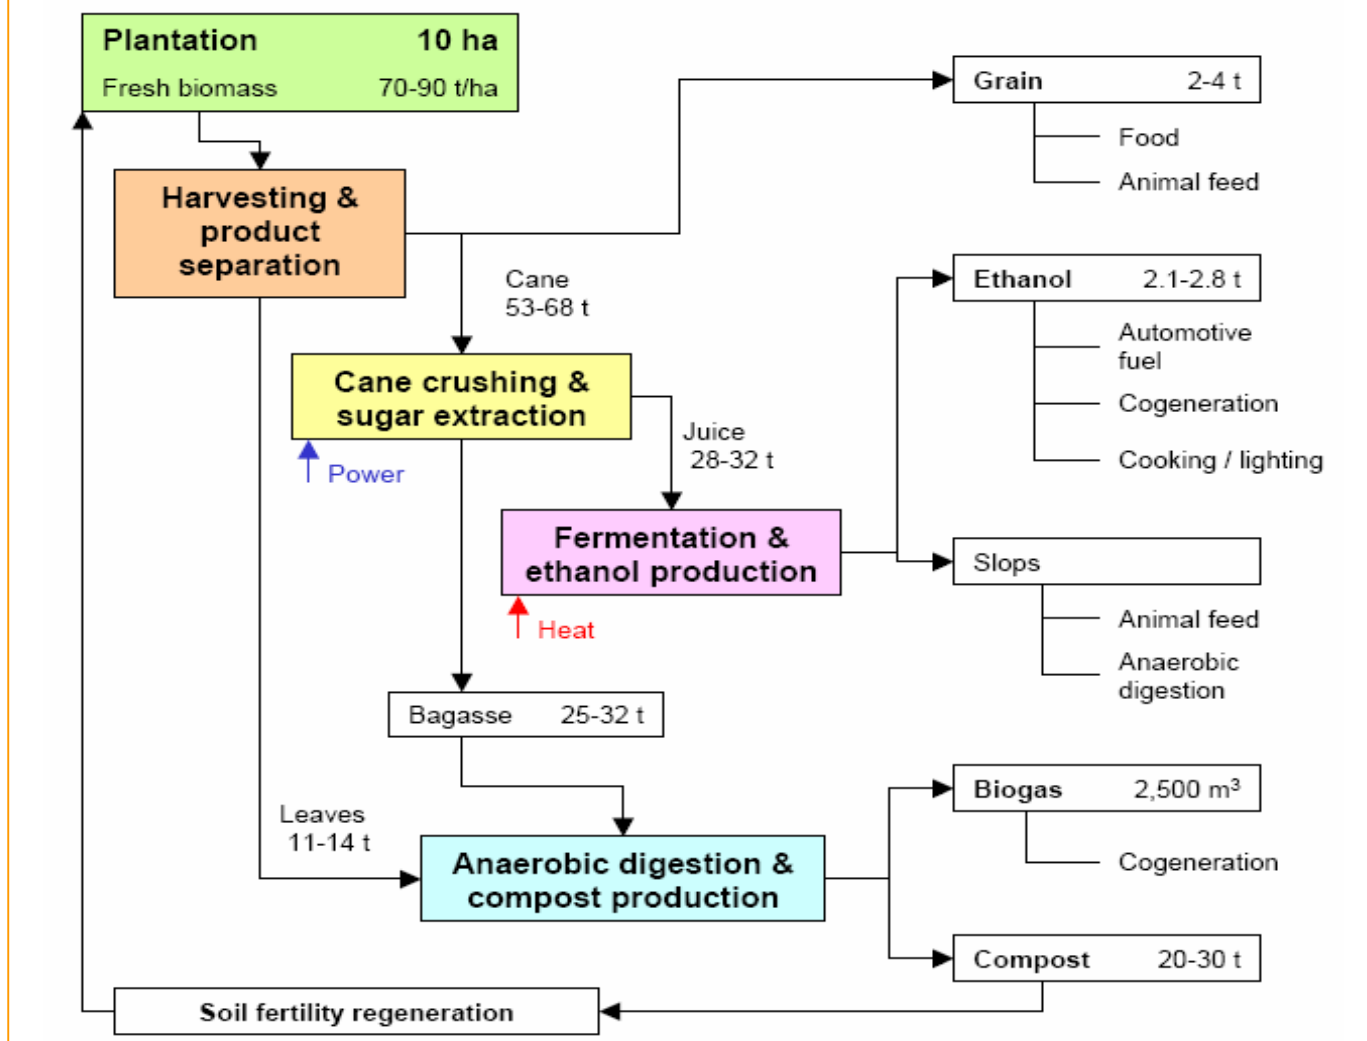 Plantation 10 ha
Fresh biomass 70-90 t/ha
Grain 2-4 t
Food
Animal feed
Harvesting &
product
separation
Cane
53-68 t
Ethanol 2.1-2.8 t
Automotive
fuel
Cogeneration
Cooking / lighting
Cane crushing &
sugar extraction
Power
Juice
28-32 t
Fermentation &
ethanol production
Heat
Slops
Animal feed
Anaerobic
digestion
Bagasse 25-32 t
Leaves
11-14 t
Anaerobic digestion &
compost production
Biogas 2,500 m³
Cogeneration
Compost 20-30 t
Soil fertility regeneration